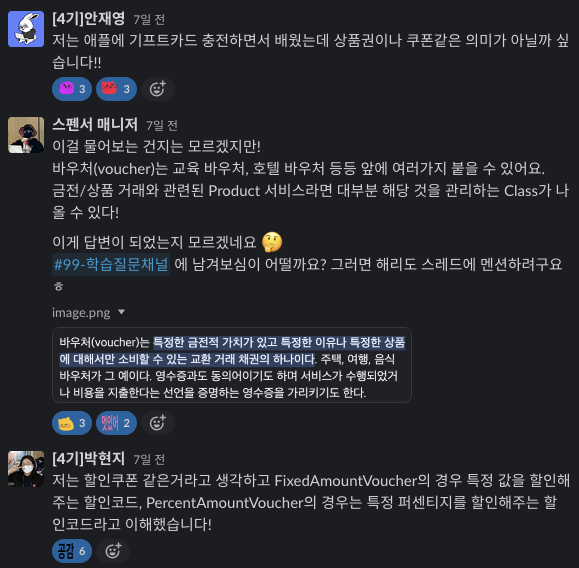 [4기]안재영 7일 전
저는 애플에 기프트카드 충전하면서 배웠는데 상품권이나 쿠폰같은 의미가 아닐까 싶
습니다!!
3 3
스펜서 매니저 7일 전
이걸 물어보는 건지는 모르겠지만!
바우처(voucher)는 교육 바우처, 호텔 바우처 등등 앞에 여러가지 붙을 수 있어요.
금전/상품 거래와 관련된 Product 서비스라면 대부분 해당 것을 관리하는 Class가 나
올 수 있다!
이게 답변이 되었는지 모르겠네요
#99-학습질문채널 에 남겨보심이 어떨까요? 그러면 해리도 스레드에 멘션하려구요
ㅎ
image.png
바우처(voucher)는 특정한 금전적 가치가 있고 특정한 이유나 특정한 상품
에 대해서만 소비할 수 있는 교환 거래 채권의 하나이다. 주택, 여행, 음식
바우처가 그 예이다. 영수증과도 동의어이기도 하며 서비스가 수행되었거
나 비용을 지출한다는 선언을 증명하는 영수증을 가리키기도 한다.
3 멋있어 2
[4기]박현지 7일 전
저는 할인쿠폰 같은거라고 생각하고 FixedAmountVoucher의 경우 특정 값을 할인해
주는 할인코드, PercentAmountVoucher의 경우는 특정 퍼센티지를 할인해주는 할
인코드라고 이해했습니다!
공감 6